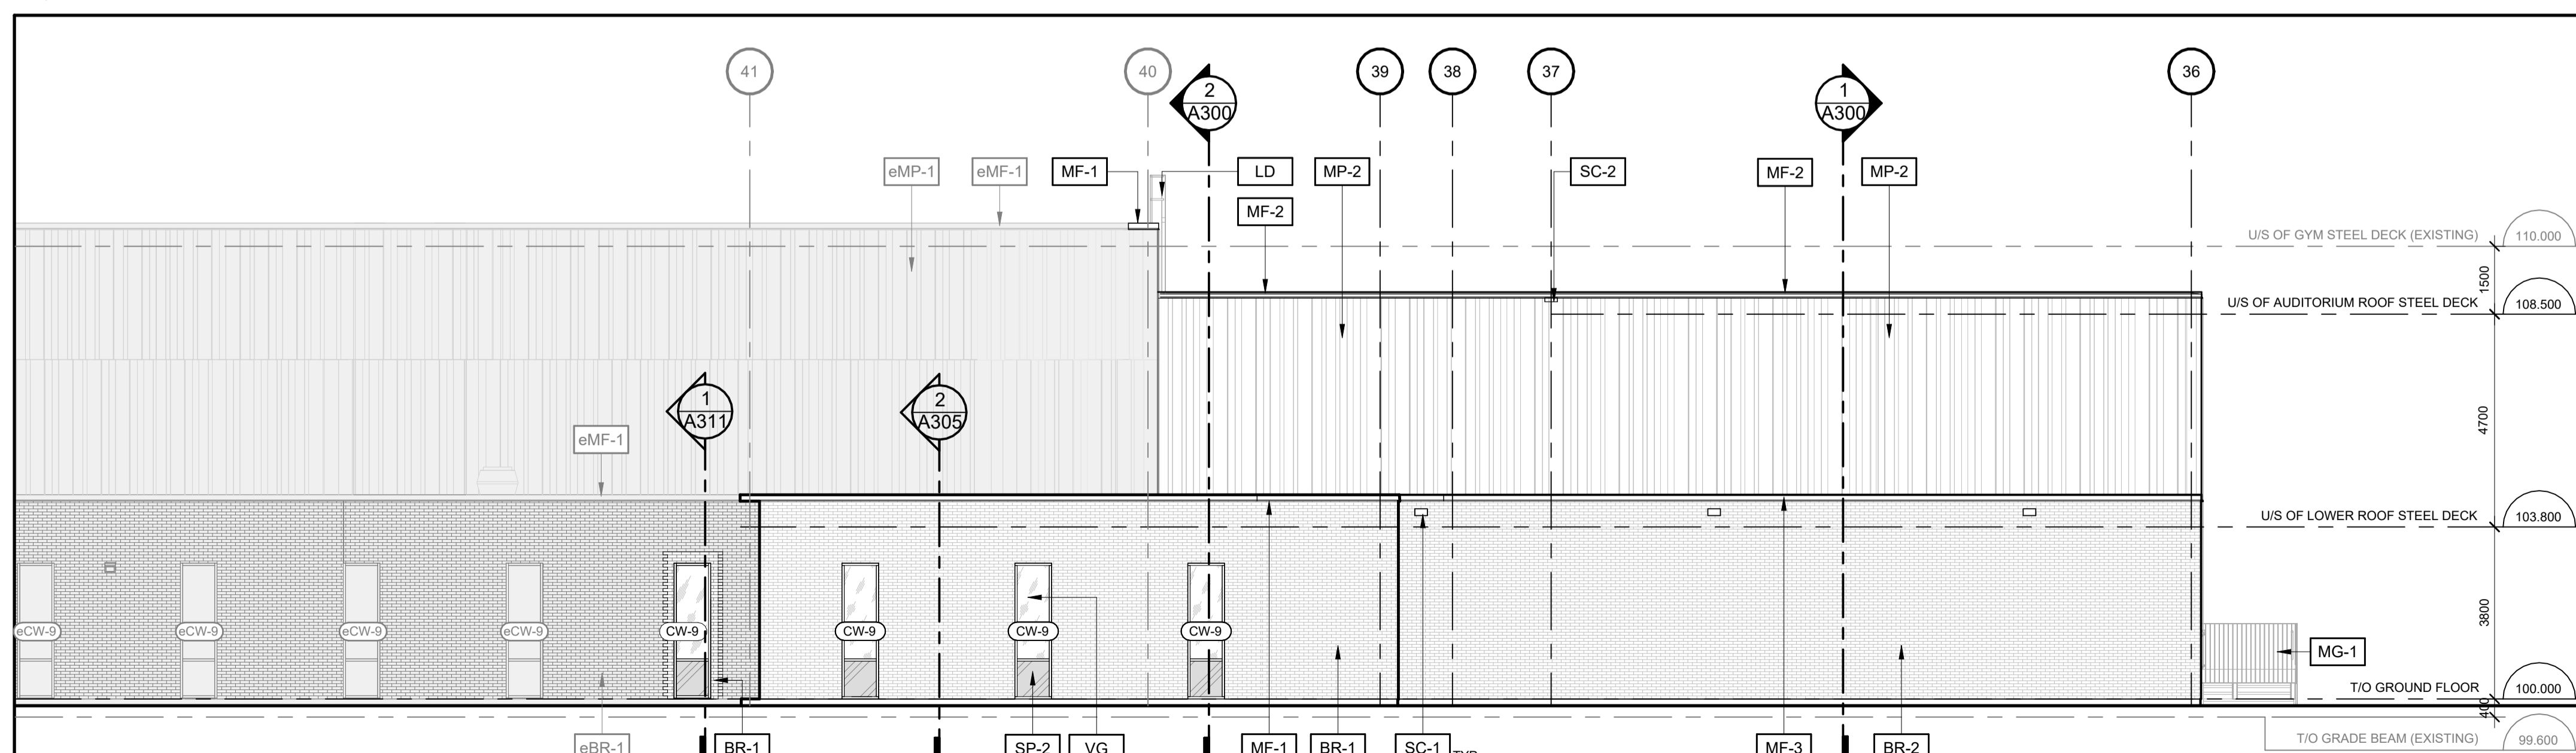 41
40
39
38
37
36
2
A300
1
A300
eMP-1
eMF-1
MF-1
LD
MP-2
SC-2
MF-2
MP-2
MF-2
U/S OF GYM STEEL DECK (EXISTING)
110.000
1500
U/S OF AUDITORIUM ROOF STEEL DECK
108.500
1
A311
2
A305
4700
eMF-1
U/S OF LOWER ROOF STEEL DECK
103.800
3800
eCW-9
eCW-9
eCW-9
eCW-9
CW-9
CW-9
CW-9
CW-9
MG-1
T/O GROUND FLOOR
100.000
400
T/O GRADE BEAM (EXISTING)
99.600
eBR-1
BR-1
SP-2
VG
MF-1
BR-1
SC-1
TYP
MF-3
BR-2